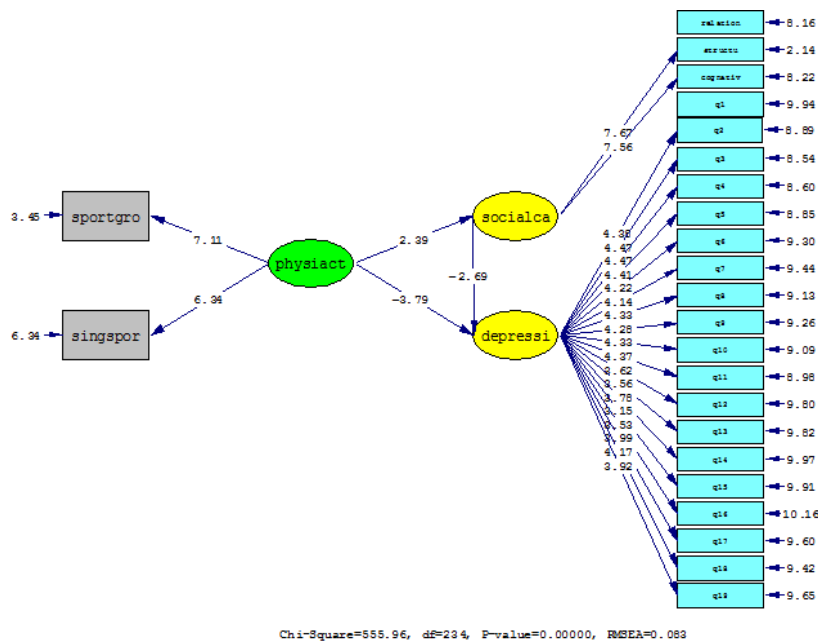 relation 8.16
structu 2.14
cognativ 8.22
q1 9.94
q2 8.89
q3 8.54
q4 8.60
q5 8.85
q6 9.30
q7 9.44
q8 9.13
q9 9.26
q10 9.09
q11 8.98
q12 9.80
q13 9.82
q14 9.97
q15 9.91
q16 10.16
q17 9.60
q18 9.42
q19 9.65
7.67
7.56
3.45 sportgro
7.11
6.34
6.34 singspor
physiact
2.39
-3.79
socialca
-2.69
depressi
4.47
4.47
4.41
4.22
4.14
4.33
4.28
4.33
4.37
3.62
3.56
3.78
3.15
3.53
3.99
4.17
3.92
Chi-Square=555.96, df=234, P-value=0.00000, RMSEA=0.083